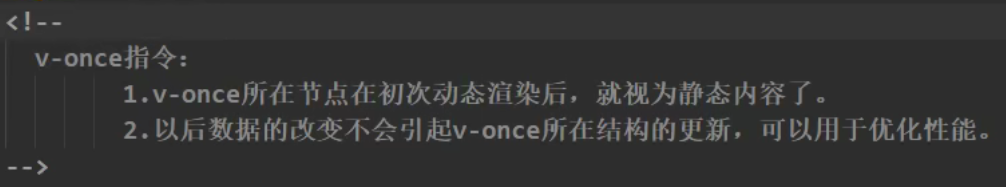 <!--
v-once指令：
1.v-once所在节点在初次动态渲染后，就视为静态内容了。
2.以后数据的改变不会引起v-once所在结构的更新，可以用于优化性能。
-->